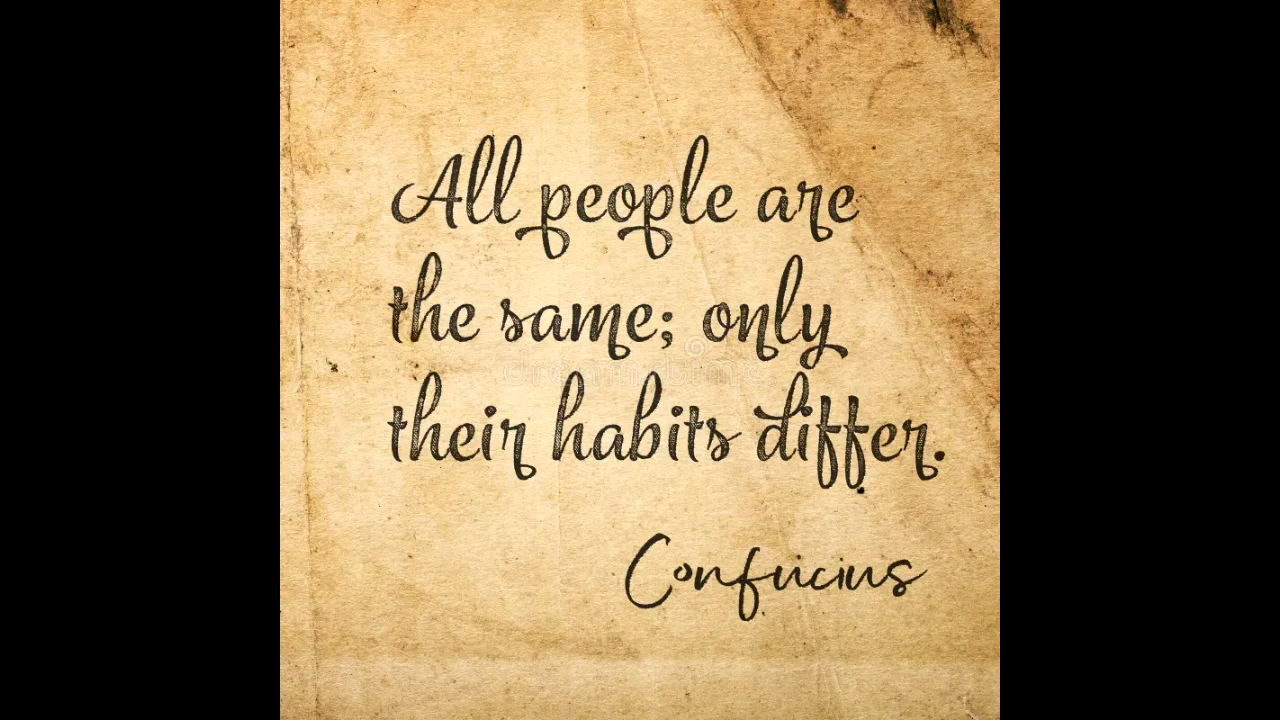 All people are
the same; only
their habits differ.
Confucius